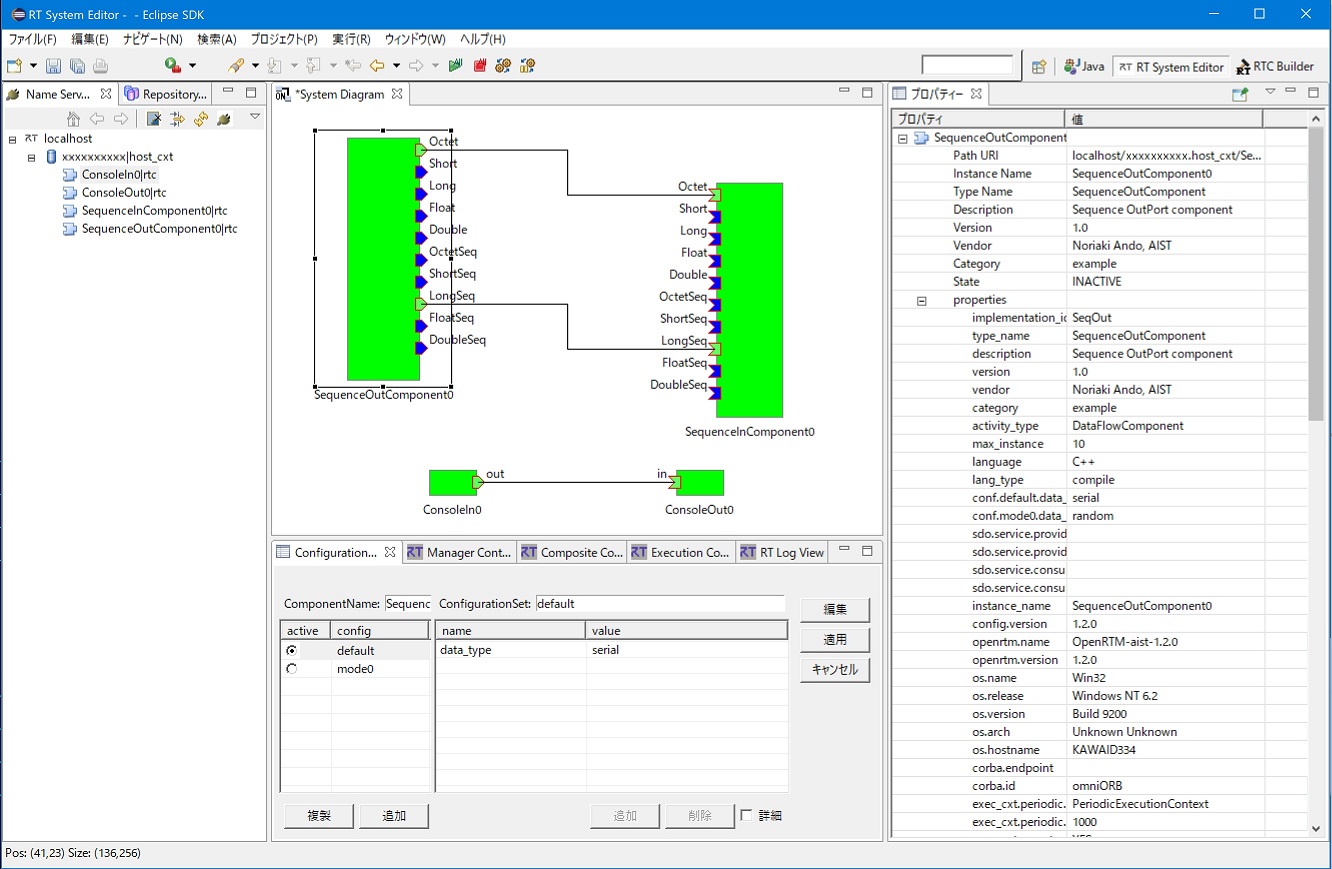 RT System Editor - - Eclipse SDK
ファイル(F) 編集(E) ナビゲート(N) 検索(A) プロジェクト(P) 実行(R) ウィンドウ(W) ヘルプ(H)
Java RT System Editor RTC Builder
Name Serv... Repository...
localhost
xxxxxxxxxx|host_cxt
ConsoleIn0|rtc
ConsoleOut0|rtc
SequenceInComponent0|rtc
SequenceOutComponent0|rtc
*System Diagram
Octet
Short
Long
Float
Double
OctetSeq
ShortSeq
LongSeq
FloatSeq
DoubleSeq
SequenceOutComponent0
Octet
Short
Long
Float
Double
OctetSeq
ShortSeq
LongSeq
FloatSeq
DoubleSeq
SequenceInComponent0
out
in
ConsoleIn0
ConsoleOut0
Configuration... Manager Cont... Composite Co... Execution Co... RT Log View
ComponentName: Sequenc ConfigurationSet: default
active config name value
default data_type serial
mode0
編集
適用
キャンセル
複製 追加 追加 削除 詳細
プロパティー
プロパティ 値
SequenceOutComponent
Path URI localhost/xxxxxxxxxx.host_cxt/Se...
Instance Name SequenceOutComponent0
Type Name SequenceOutComponent
Description Sequence OutPort component
Version 1.0
Vendor Noriaki Ando, AIST
Category example
State INACTIVE
properties
implementation_id SeqOut
type_name SequenceOutComponent
description Sequence OutPort component
version 1.0
vendor Noriaki Ando, AIST
category example
activity_type DataFlowComponent
max_instance 10
language C++
lang_type compile
conf.default.data_ serial
conf.mode0.data_ random
sdo.service.provid
sdo.service.provid
sdo.service.consu
sdo.service.consu
instance_name SequenceOutComponent0
config.version 1.2.0
openrtm.name OpenRTM-aist-1.2.0
openrtm.version 1.2.0
os.name Win32
os.release Windows NT 6.2
os.version Build 9200
os.arch Unknown Unknown
os.hostname KAWAID334
corba.endpoint
corba.id omniORB
exec_cxt.periodic. PeriodicExecutionContext
exec_cxt.periodic. 1000
Pos: (41,23) Size: (136,256)